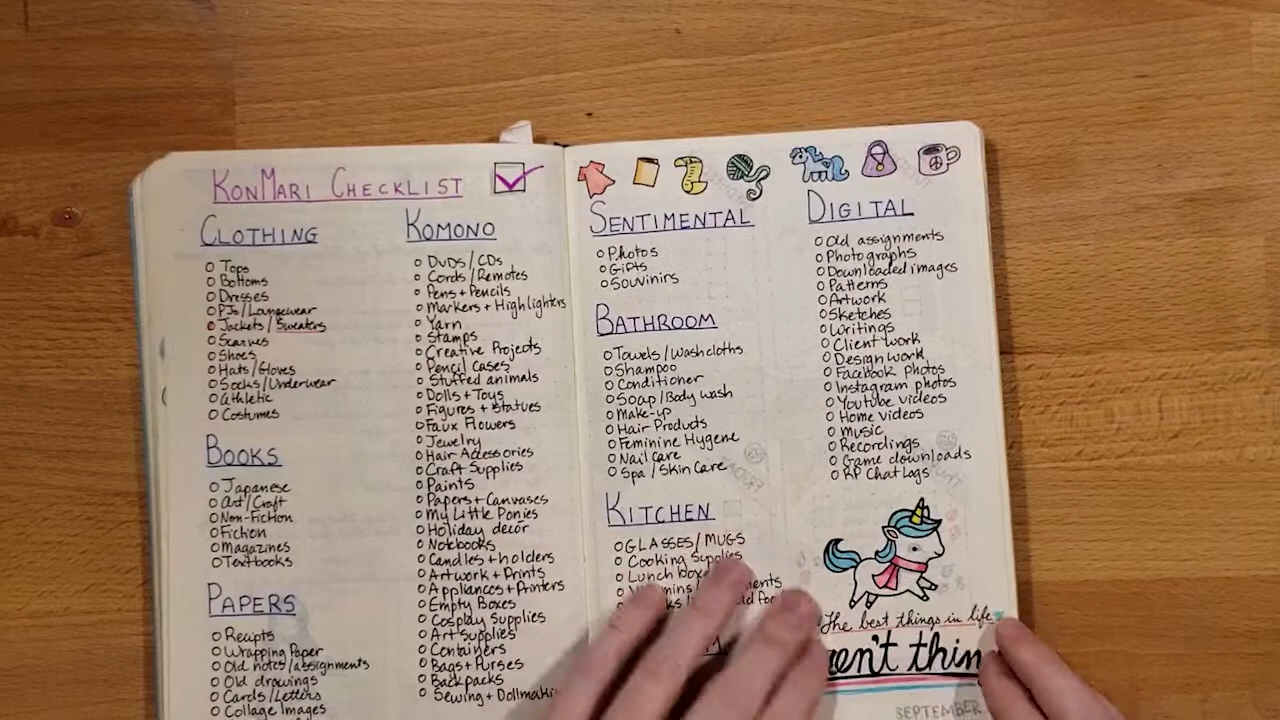 KonMari Checklist
Clothing
Tops
Bottoms
Dresses
PJs/Loungewear
Jackets/Sweaters
Scarves
Shoes
Hats/Gloves
Socks/Underwear
Athletic
Costumes
Books
Japanese
Art/Craft
Non-Fiction
Fiction
Magazines
Textbooks
Papers
Reciepts
Wrapping Paper
Old notes/assignments
Old drawings
Cards/Letters
Collage Images
Komono
DVDs/CDs
Cords/Remotes
Pens+Pencils
Markers+Highlighters
Yarn
Stamps
Creative Projects
Pencil Cases
Stuffed animals
Dolls+Toys
Figures+Statues
Faux Flowers
Jewelry
Hair Accessories
Craft Supplies
Paints
Papers+Canvases
My Little Ponies
Holiday decor
Notebooks
Candles+holders
Artwork+Prints
Appliances+Printers
Empty Boxes
Cosplay Supplies
Art Supplies
Containers
Bags+Purses
Backpacks
Sewing+Dollmakin
Sentimental
Photos
Gifts
Souvinirs
Bathroom
Towels/Washcloths
Shampoo
Conditioner
Soap/Body wash
Make-up
Hair Products
Feminine Hygene
Nail care
Spa/Skin Care
Kitchen
GLASSES/MUGS
Cooking Supplies
Lunch boxes
Digital
Old assignments
Photographs
Downloaded images
Patterns
Artwork
Sketches
Writings
Client work
Design work
Facebook photos
Instagram photos
Youtube videos
Home videos
Music
Recordings
Game downloads
RP Chat Logs
The best things in life
ren't thin
SEPTEMBER